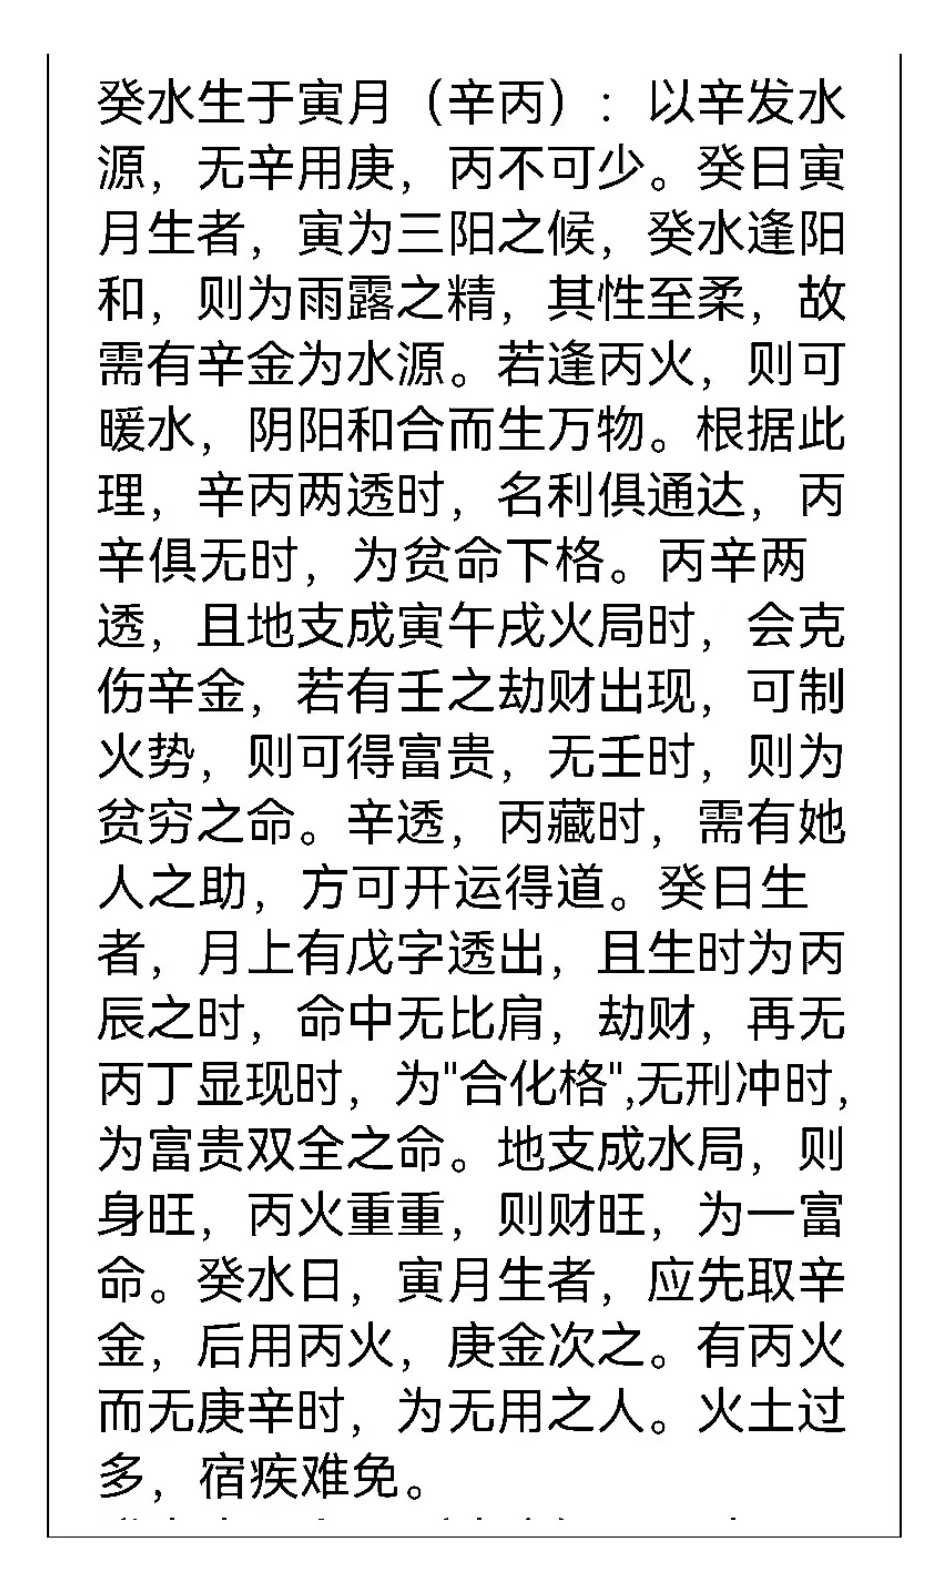 癸水生于寅月（辛丙）：以辛发水
源，无辛用庚，丙不可少。癸日寅
月生者，寅为三阳之候，癸水逢阳
和，则为雨露之精，其性至柔，故
需有辛金为水源。若逢丙火，则可
暖水，阴阳和合而生万物。根据此
理，辛丙两透时，名利俱通达，丙
辛俱无时，为贫命下格。丙辛两
透，且地支成寅午戌火局时，会克
伤辛金，若有壬之劫财出现，可制
火势，则可得富贵，无壬时，则为
贫穷之命。辛透，丙藏时，需有她
人之助，方可开运得道。癸日生
者，月上有戊字透出，且生时为丙
辰之时，命中无比肩，劫财，再无
丙丁显现时，为"合化格",无刑冲时，
为富贵双全之命。地支成水局，则
身旺，丙火重重，则财旺，为一富
命。癸水日，寅月生者，应先取辛
金，后用丙火，庚金次之。有丙火
而无庚辛时，为无用之人。火土过
多，宿疾难免。